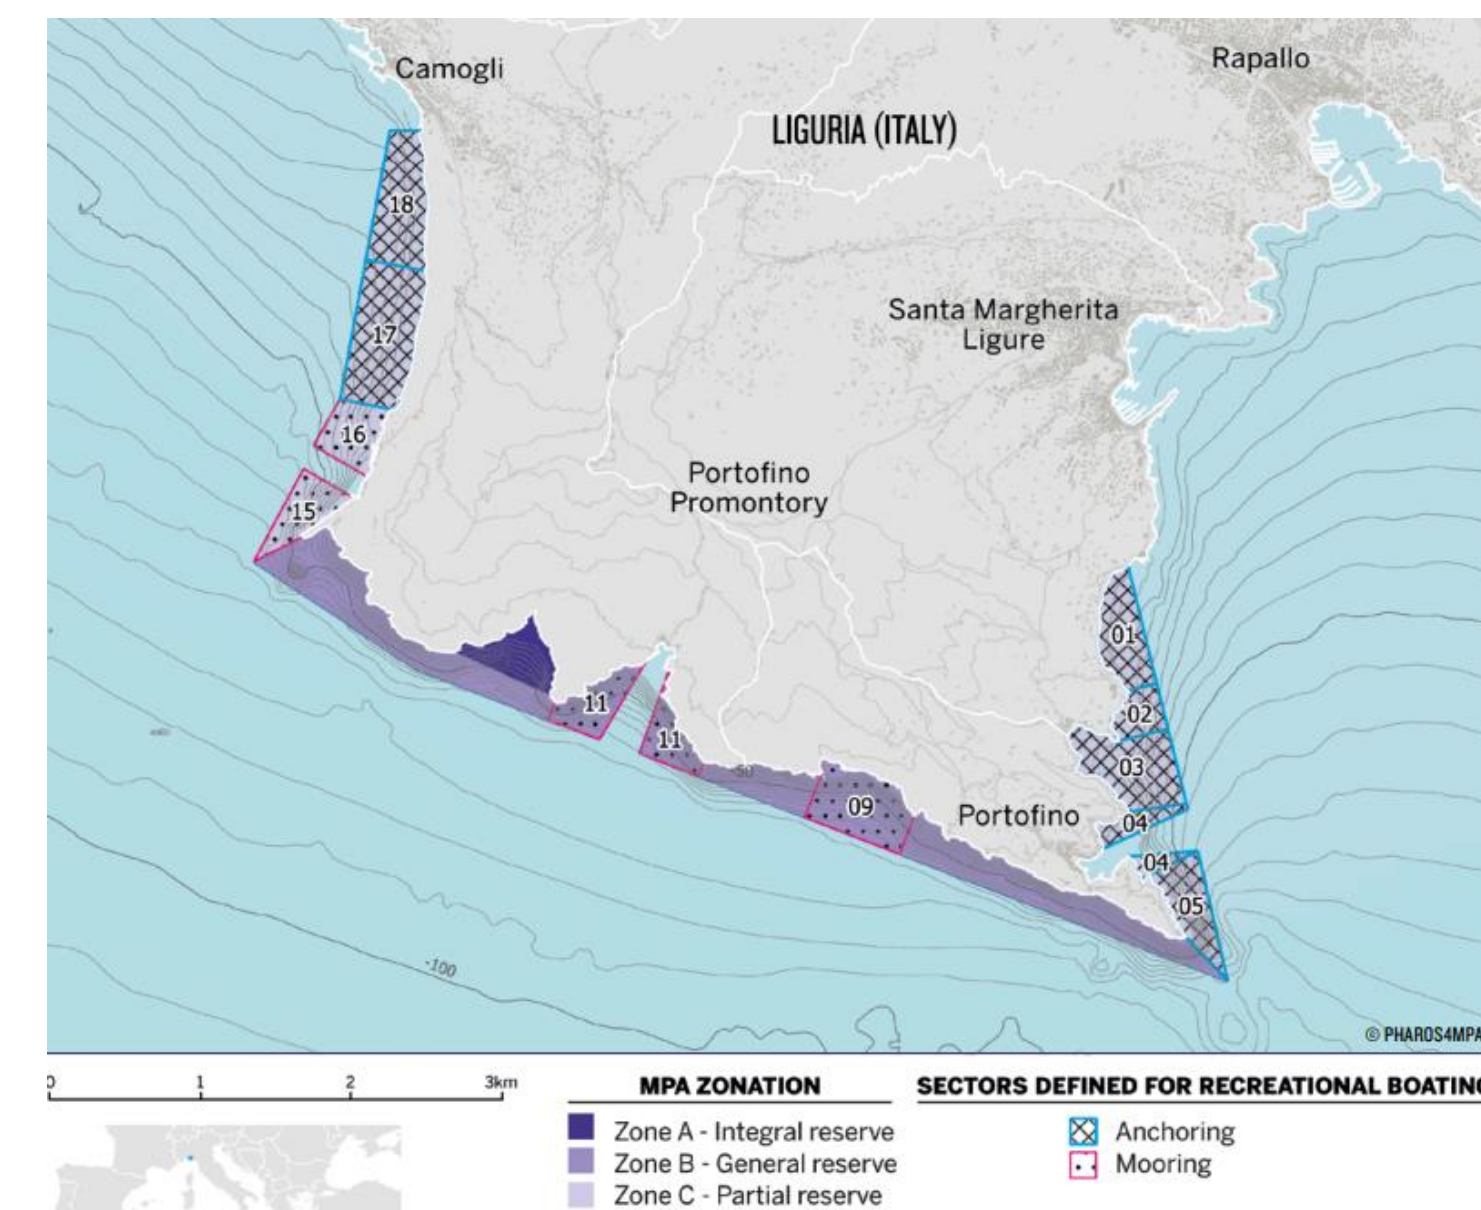 Camogli
Rapallo
LIGURIA (ITALY)
18
17
Santa Margherita
Ligure
16
Portofino
Promontory
15
01
11
02
11
03
-50
09
Portofino
04
04
05
-100
© PHAROS4MPA
0 1 2 3km
MPA ZONATION
Zone A - Integral reserve
Zone B - General reserve
Zone C - Partial reserve
SECTORS DEFINED FOR RECREATIONAL BOATING
Anchoring
Mooring